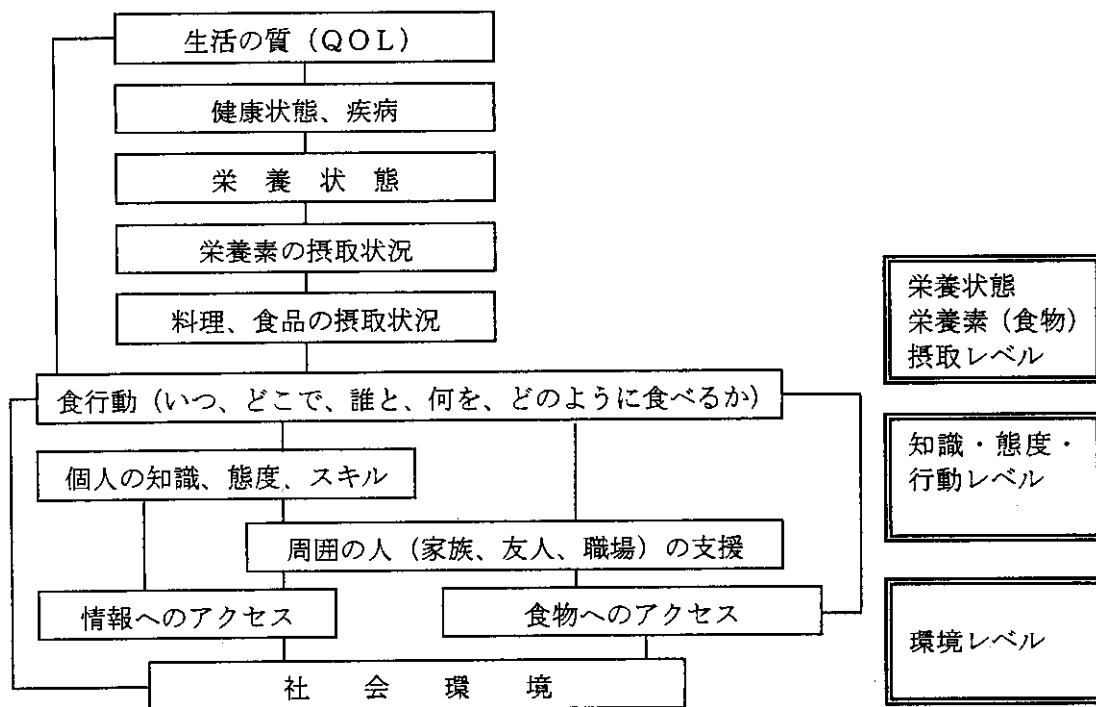 生活の質（ＱＯＬ）
健康状態、疾病
栄養状態
栄養素の摂取状況
料理、食品の摂取状況
食行動（いつ、どこで、誰と、何を、どのように食べるか）
個人の知識、態度、スキル
周囲の人（家族、友人、職場）の支援
情報へのアクセス
食物へのアクセス
社会環境
栄養状態
栄養素（食物）
摂取レベル
知識・態度・
行動レベル
環境レベル